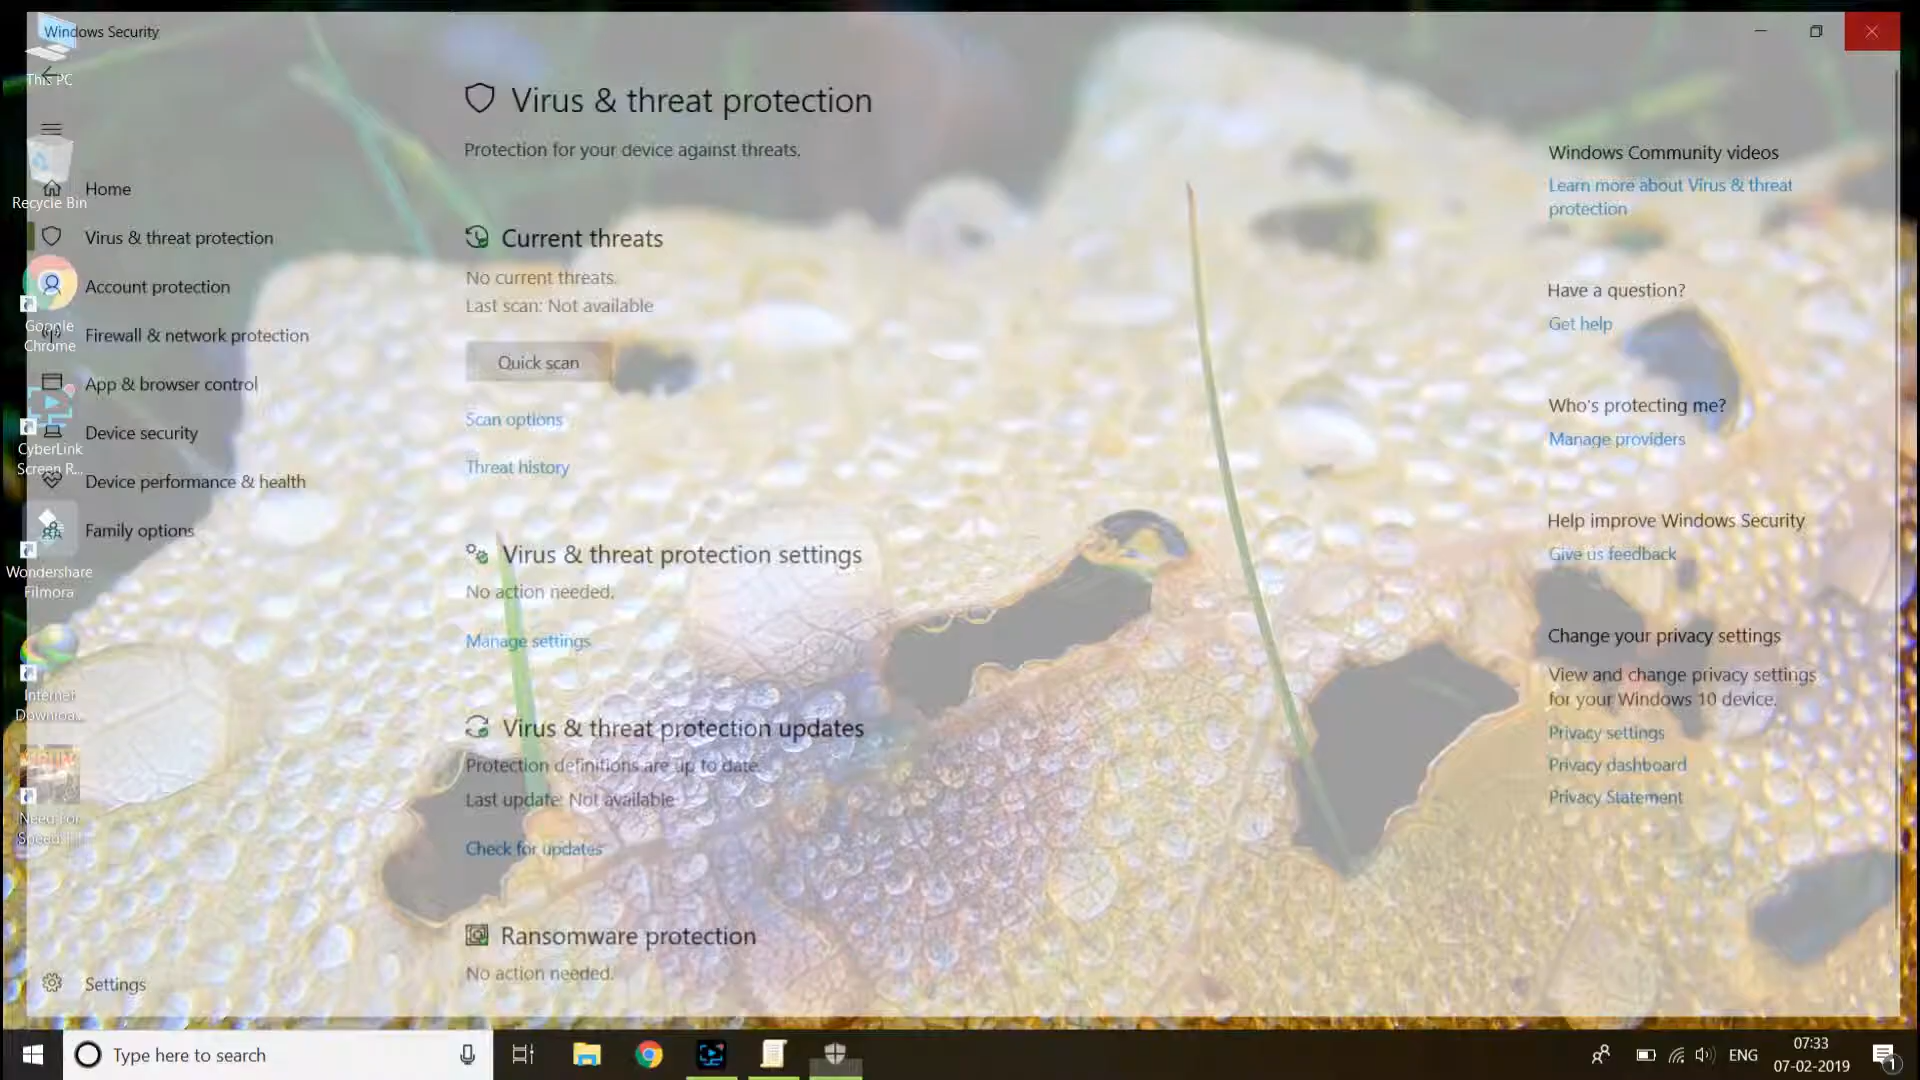 Windows Security
This PC
Recycle Bin
Google
Chrome
CyberLink
Screen R...
Wondershare
Filmora
Internet
Downloa...
Need For
Home
Virus & threat protection
Account protection
Firewall & network protection
App & browser control
Device security
Device performance & health
Family options
Settings
Virus & threat protection
Protection for your device against threats.
Current threats
No current threats.
Last scan: Not available
Quick scan
Scan options
Threat history
Virus & threat protection settings
No action needed.
Manage settings
Virus & threat protection updates
Protection definitions are up to date.
Last update: Not available
Check for updates
Ransomware protection
No action needed.
Windows Community videos
Learn more about Virus & threat
protection
Have a question?
Get help
Who's protecting me?
Manage providers
Help improve Windows Security
Give us feedback
Change your privacy settings
View and change privacy settings
for your Windows 10 device.
Privacy settings
Privacy dashboard
Privacy Statement
Type here to search
ENG
07:33
07-02-2019
1